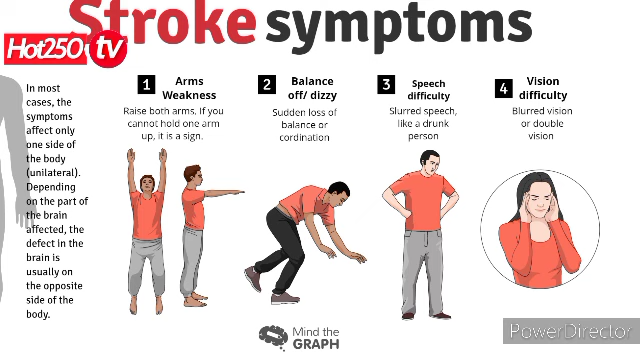 Stroke symptoms
Hot250 tv
In most
cases, the
symptoms
affect only
one side of
the body
(unilateral).
Depending
on the part of
the brain
affected, the
defect in the
brain is
usually on
the opposite
side of the
body.
1 Arms
Weakness
Raise both arms. If you
cannot hold one arm
up, it is a sign.
2 Balance
off/ dizzy
Sudden loss of
balance or
cordination
3 Speech
difficulty
Slurred speech,
like a drunk
person
4 Vision
difficulty
Blurred vision
or double
vision
Mind the
GRAPH
PowerDirector